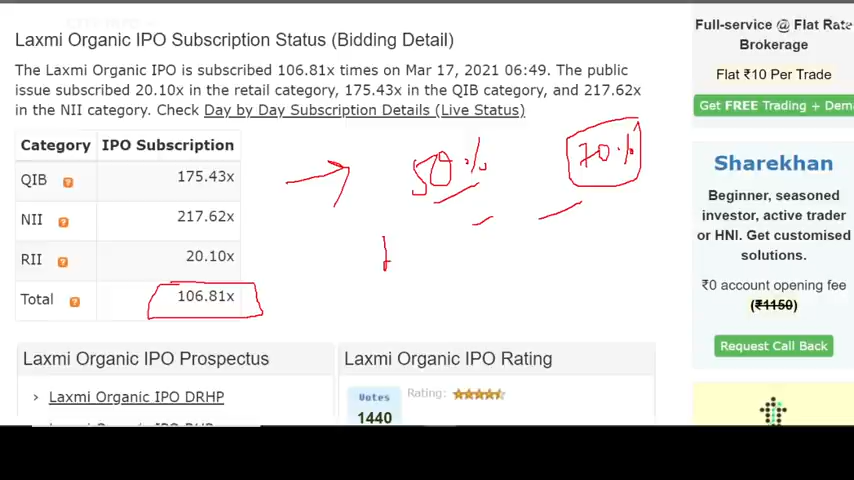 Laxmi Organic IPO Subscription Status (Bidding Detail)
The Laxmi Organic IPO is subscribed 106.81x times on Mar 17, 2021 06:49. The public
issue subscribed 20.10x in the retail category, 175.43x in the QIB category, and 217.62x
in the NII category. Check Day by Day Subscription Details (Live Status)
Category IPO Subscription
QIB ? 175.43x
NII ? 217.62x
RII ? 20.10x
Total ? 106.81x
50%
70%
Laxmi Organic IPO Prospectus
› Laxmi Organic IPO DRHP
Laxmi Organic IPO Rating
Votes
1440
Rating:
Full-service @ Flat Rate
Brokerage
Flat ₹10 Per Trade
Get FREE Trading + Dema
Sharekhan
Beginner, seasoned
investor, active trader
or HNI. Get customised
solutions.
₹0 account opening fee
(₹1150)
Request Call Back